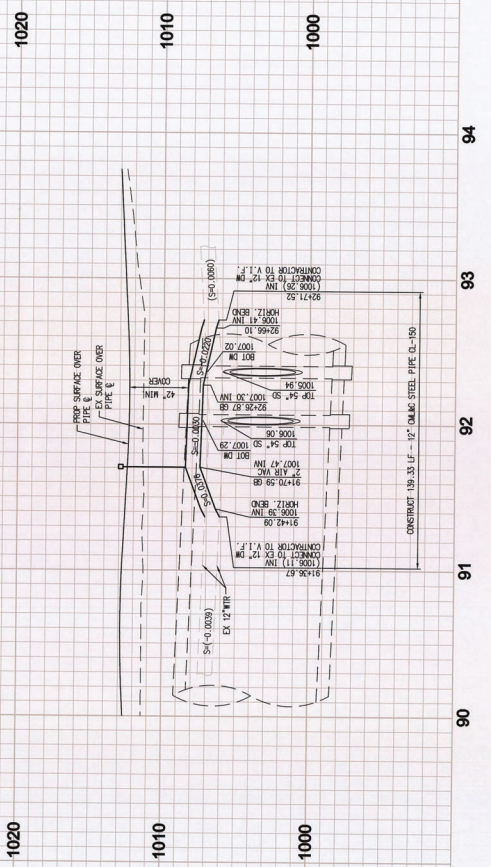 1020
1010
1000
1020
1010
1000
90
91
92
93
94
PROP SURFACE OVER
PIPE ℄
EX SURFACE OVER
PIPE ℄
42" MIN
COVER
S=(-0.0039)
EX 12"WTR
S=0.0376
S=-0.0030
S=-0.0220
(S=0.0060)
91+36.67
(1006.11) INV
CONNECT TO EX 12" DW
CONTRACTOR TO V.I.F.
91+42.09
1006.39 INV
HORIZ. BEND
91+70.59 GB
1007.47 INV
2" AIR VAC
1007.29
BOT DW
TOP 54" SD
1006.06
92+26.87 GB
1007.30 INV
TOP 54" SD
1005.94
1007.02
BOT DW
92+66.10
1006.41 INV
HORIZ. BEND
92+71.52
(1006.26) INV
CONNECT TO EX 12" DW
CONTRACTOR TO V.I.F.
CONSTRUCT 139.33 LF - 12" CML&C STEEL PIPE CL-150